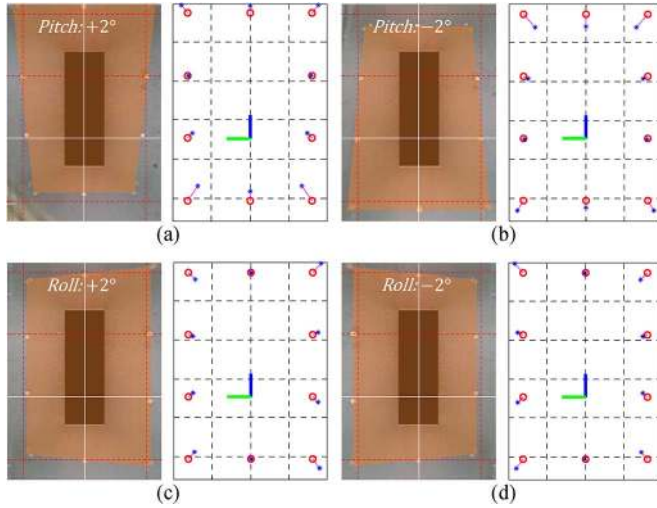 Pitch: +2°
Pitch: −2°
(a)
(b)
Roll: +2°
Roll: −2°
(c)
(d)